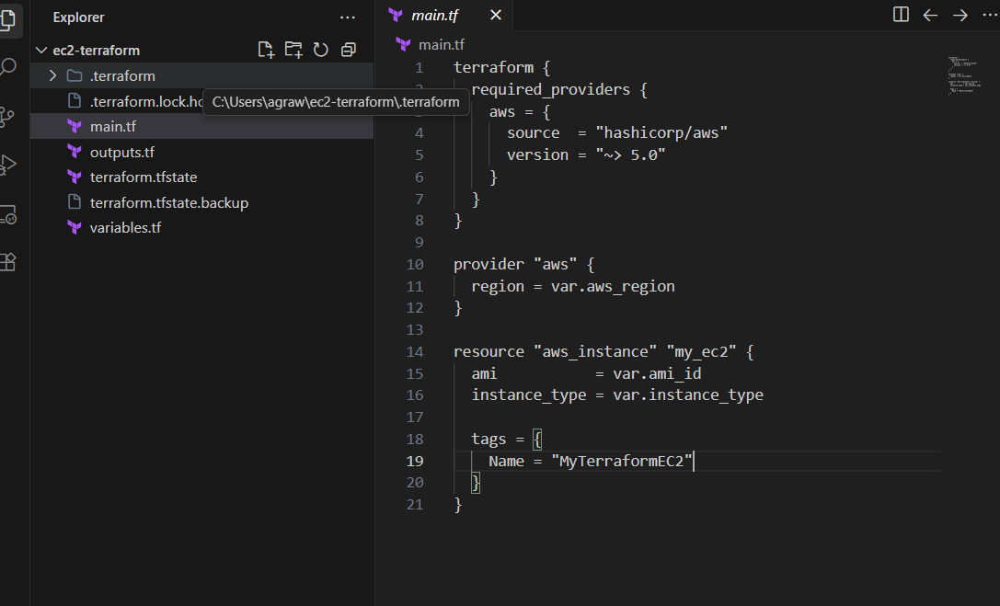 Explorer
ec2-terraform
.terraform
.terraform.lock.hc
C:\Users\agraw\ec2-terraform\.terraform
main.tf
outputs.tf
terraform.tfstate
terraform.tfstate.backup
variables.tf
main.tf
main.tf
1 terraform {
2 required_providers {
3 aws = {
4 source  = "hashicorp/aws"
5 version = "~> 5.0"
6 }
7 }
8 }
9
10 provider "aws" {
11 region = var.aws_region
12 }
13
14 resource "aws_instance" "my_ec2" {
15 ami           = var.ami_id
16 instance_type = var.instance_type
17
18 tags = {
19 Name = "MyTerraformEC2"
20 }
21 }